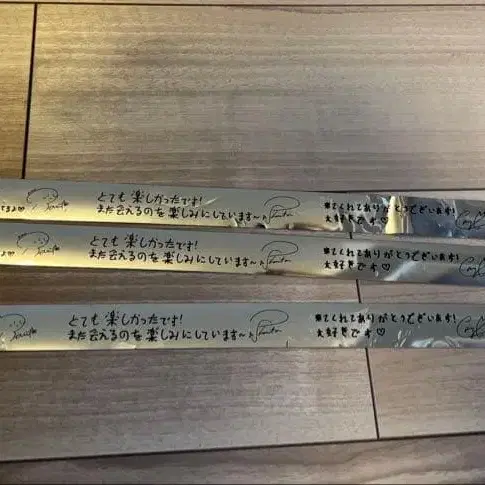 てるよ♡
とても楽しかったです!
また会えるのを楽しみにしています〜♪
来てくれてありがとうございます!
大好きです♡
よ♡
とても楽しかったです!
また会えるのを楽しみにしています〜♪
来てくれてありがとうございます!
大好きです♡
とても楽しかったです!
また会えるのを楽しみにしています〜♪
来てくれてありがとうございます!
大好きです♡